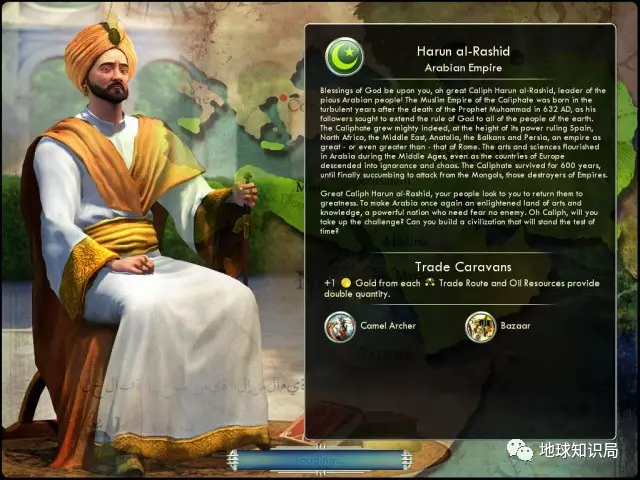 Harun al-Rashid
Arabian Empire
Blessings of God be upon you, oh great Caliph Harun al-Rashid, leader of the
pious Arabian people! The Muslim Empire of the Caliphate was born in the
turbulent years after the death of the Prophet Muhammad in 632 AD, as his
followers sought to extend the rule of God to all of the people of the earth.
The Caliphate grew mighty indeed, at the height of its power ruling Spain,
North Africa, the Middle East, Anatolia, the Balkans and Persia, an empire as
great - or even greater than - that of Rome. The arts and sciences flourished
in Arabia during the Middle Ages, even as the countries of Europe
descended into ignorance and chaos. The Caliphate survived for 600 years,
until finally succumbing to attack from the Mongols, those destroyers of Empires.
Great Caliph Harun al-Rashid, your people look to you to return them to
greatness. To make Arabia once again an enlightened land of arts and
knowledge, a powerful nation who need fear no enemy. Oh Caliph, will you
take up the challenge? Can you build a civilization that will stand the test of
time?
Trade Caravans
+1 Gold from each Trade Route and Oil Resources provide
double quantity.
Camel Archer
Bazaar
Loading...
地球知识局